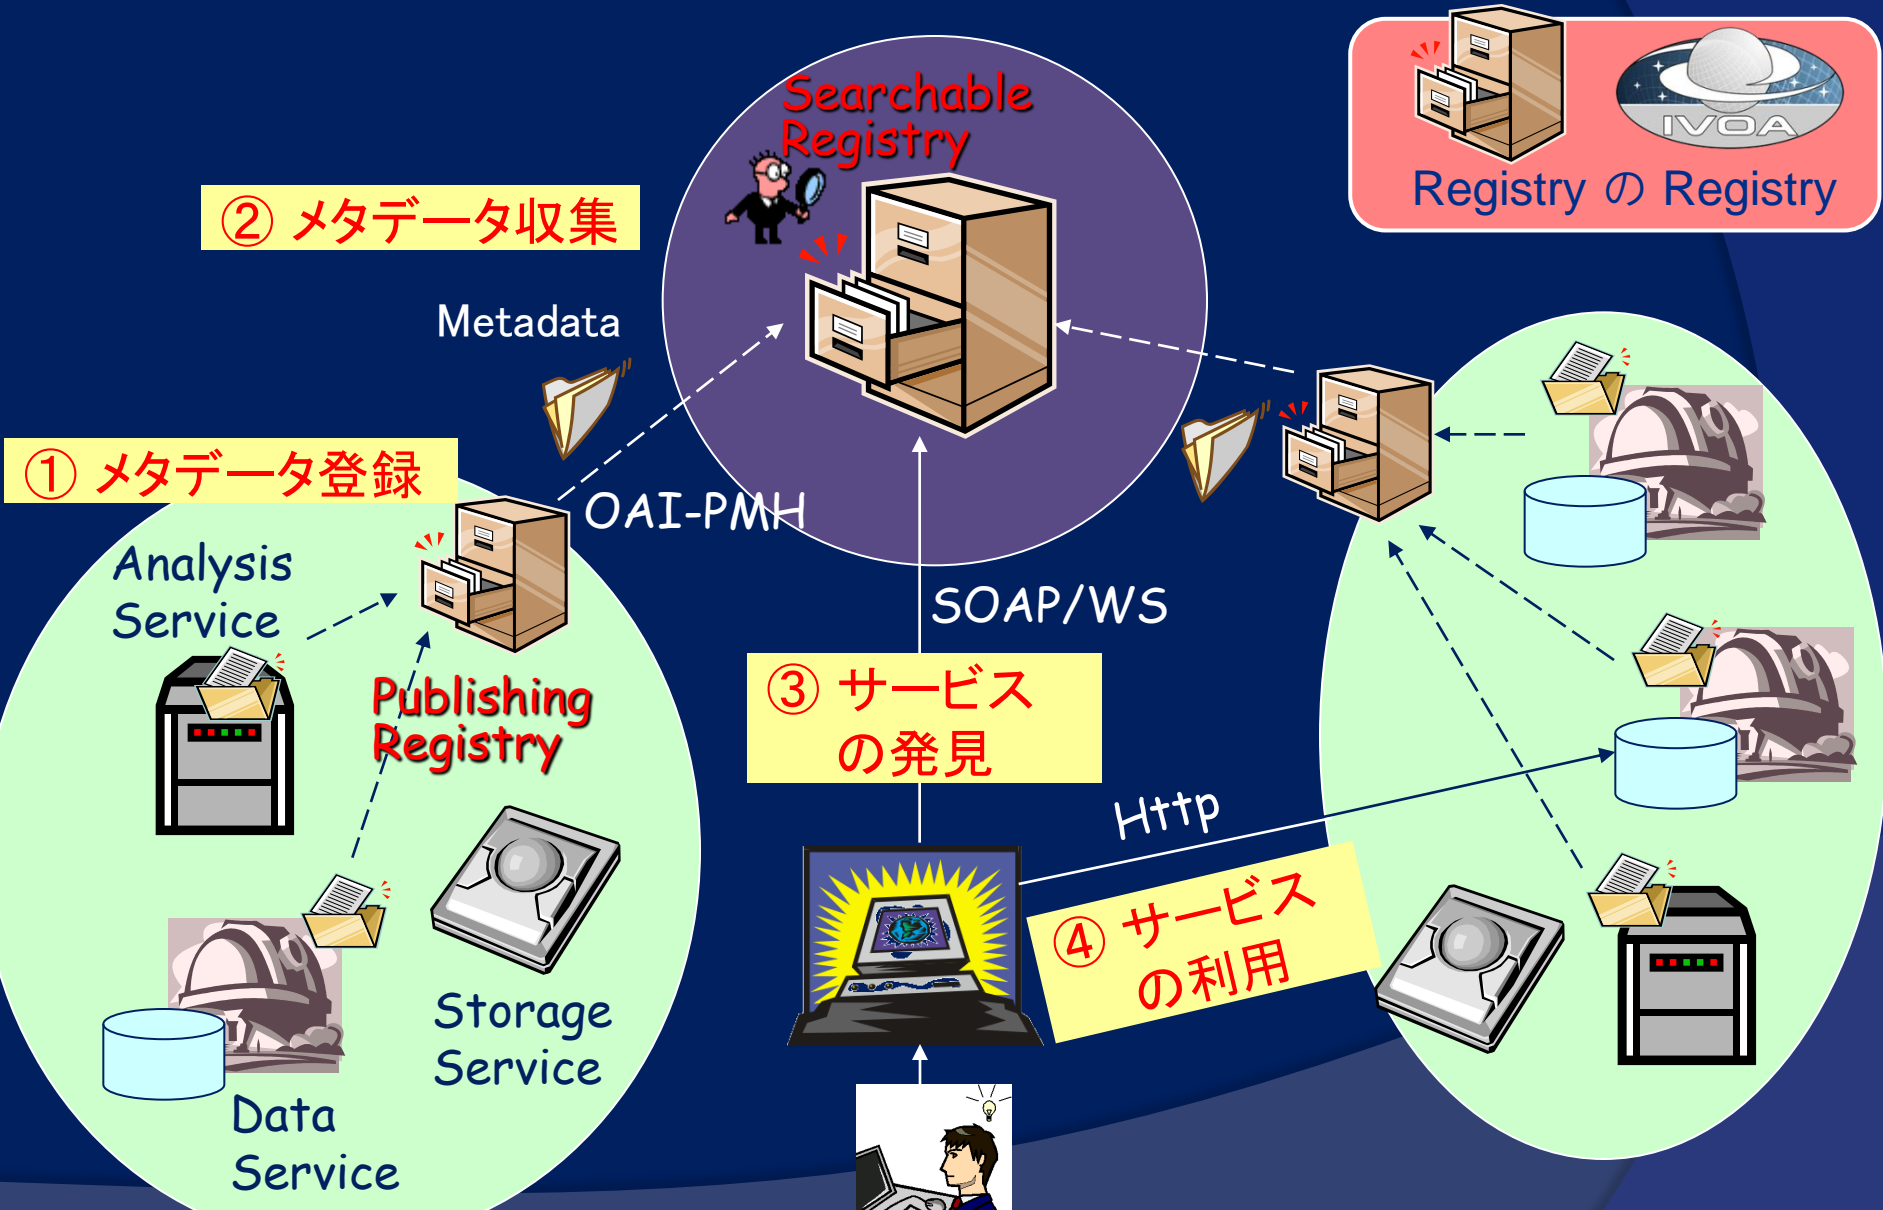 Searchable
Registry
IVOA
Registry の Registry
② メタデータ収集
Metadata
① メタデータ登録
OAI-PMH
Analysis
Service
SOAP/WS
Publishing
Registry
③ サービス
の発見
Http
④ サービス
の利用
Storage
Service
Data
Service